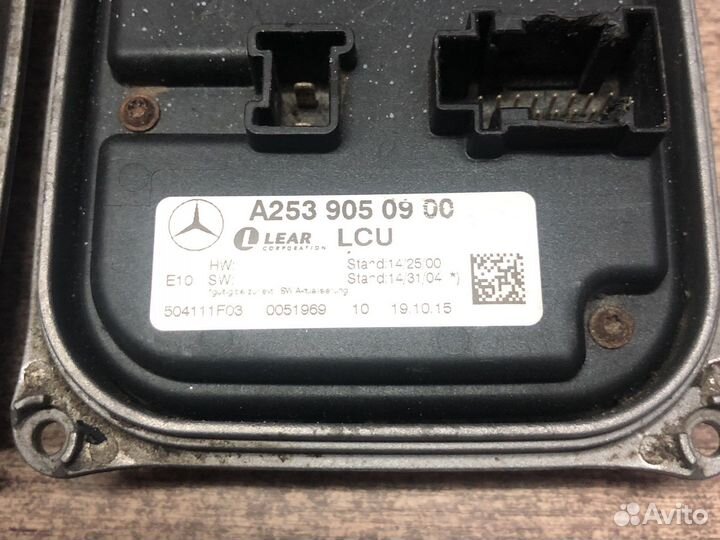 A253 905 09 00
LEAR CORPORATION LCU
HW: Stand:14/25/00
E10 SW: Stand:14/31/04 *)
504111F03 0051969 10 19.10.15
Avito